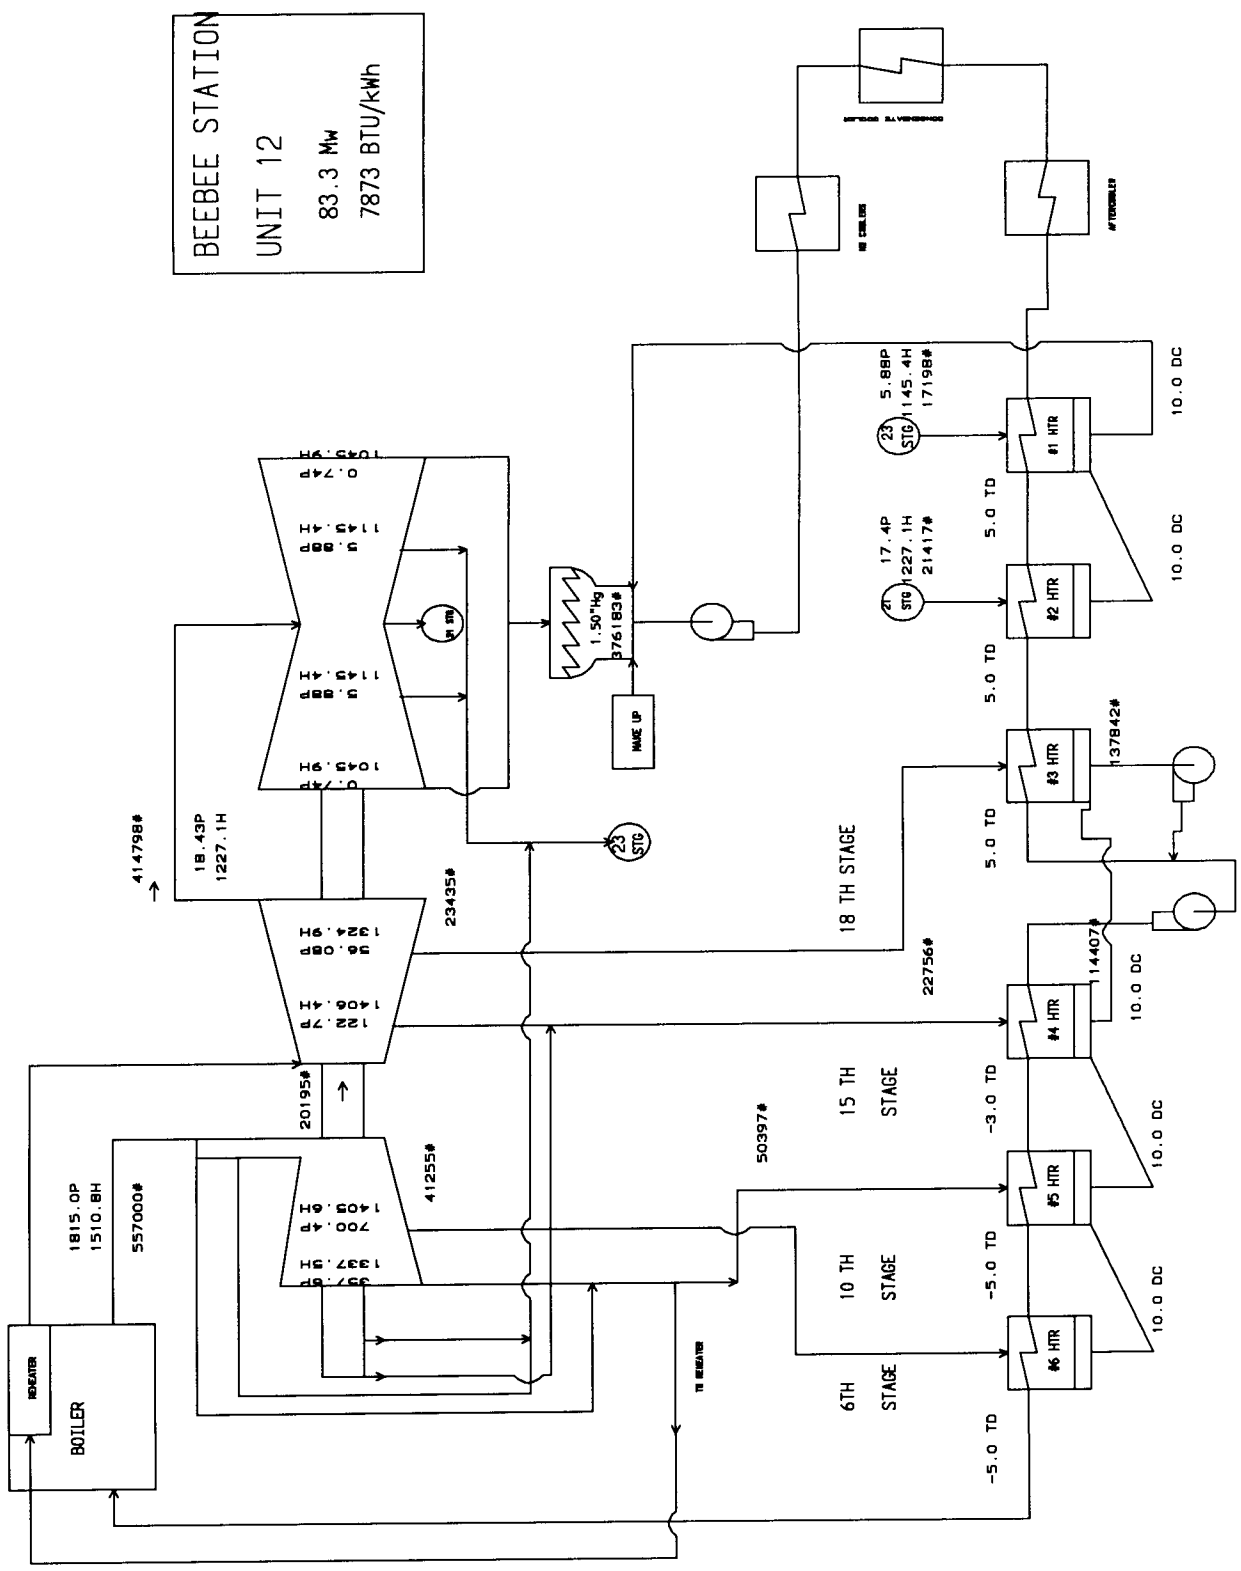 BEEBEE STATION
UNIT 12
83.3 Mw
7873 BTU/kWh
CONDENSATE COOLER
H2 COOLERS
AFTERCOOLER
5.88P
1145.4H
17198#
23
STG
#1 HTR
10.0 DC
5.0 TD
17.4P
1227.1H
21417#
21
STG
#2 HTR
10.0 DC
5.0 TD
#3 HTR
137842#
5.0 TD
1045.9H
0.74P
1145.4H
5.88P
21 STG
1145.4H
5.88P
1045.9H
0.74P
1.50"Hg
376183#
MAKE UP
23
STG
414798#
18.43P
1227.1H
23435#
1324.9H
56.08P
1406.4H
122.7P
18 TH STAGE
22756#
114407#
#4 HTR
10.0 DC
20195#
15 TH
STAGE
-3.0 TD
50397#
41255#
1405.6H
700.4P
1337.5H
357.6P
#5 HTR
10.0 DC
-5.0 TD
10 TH
STAGE
1815.0P
1510.8H
557000#
#6 HTR
10.0 DC
6TH
STAGE
-5.0 TD
TO REHEATER
REHEATER
BOILER